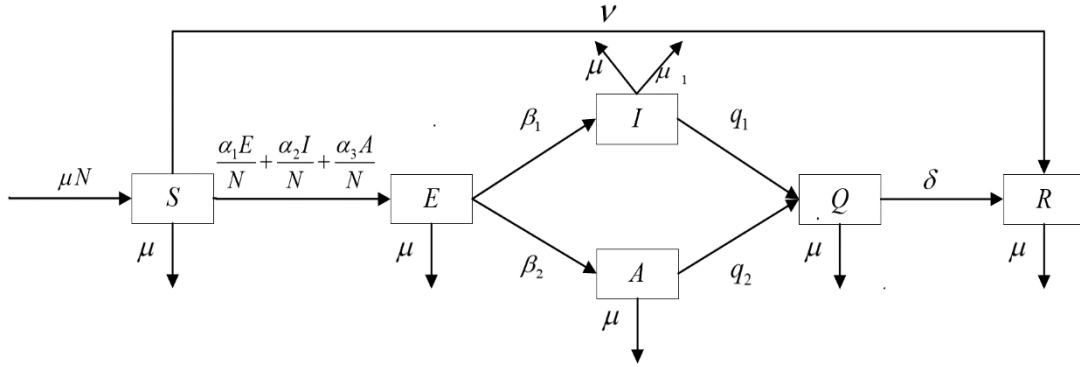 ν
μ μ₁
β₁ I q₁
α₁E/N + α₂I/N + α₃A/N
μN S E Q δ R
μ μ μ μ
β₂ A q₂
μ